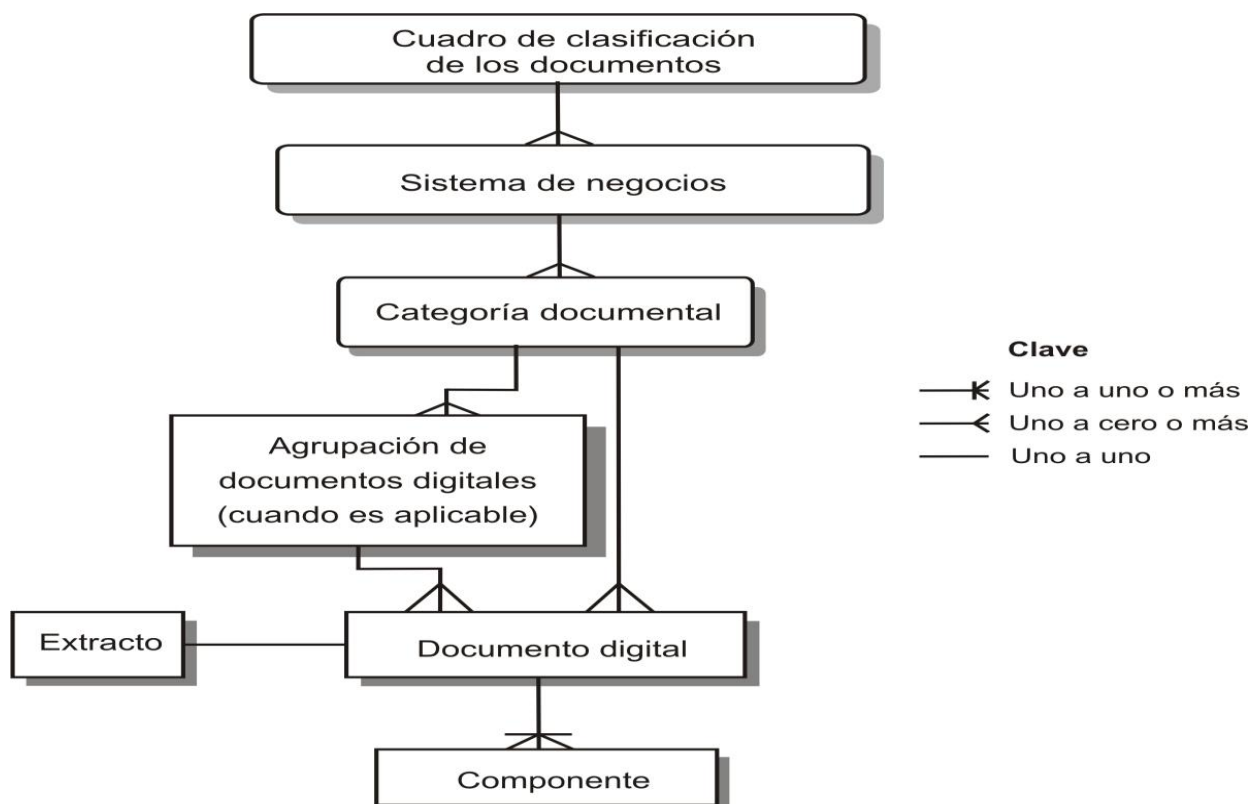 Cuadro de clasificación
de los documentos
Sistema de negocios
Categoría documental
Agrupación de
documentos digitales
(cuando es aplicable)
Extracto
Documento digital
Componente
Clave
Uno a uno o más
Uno a cero o más
Uno a uno